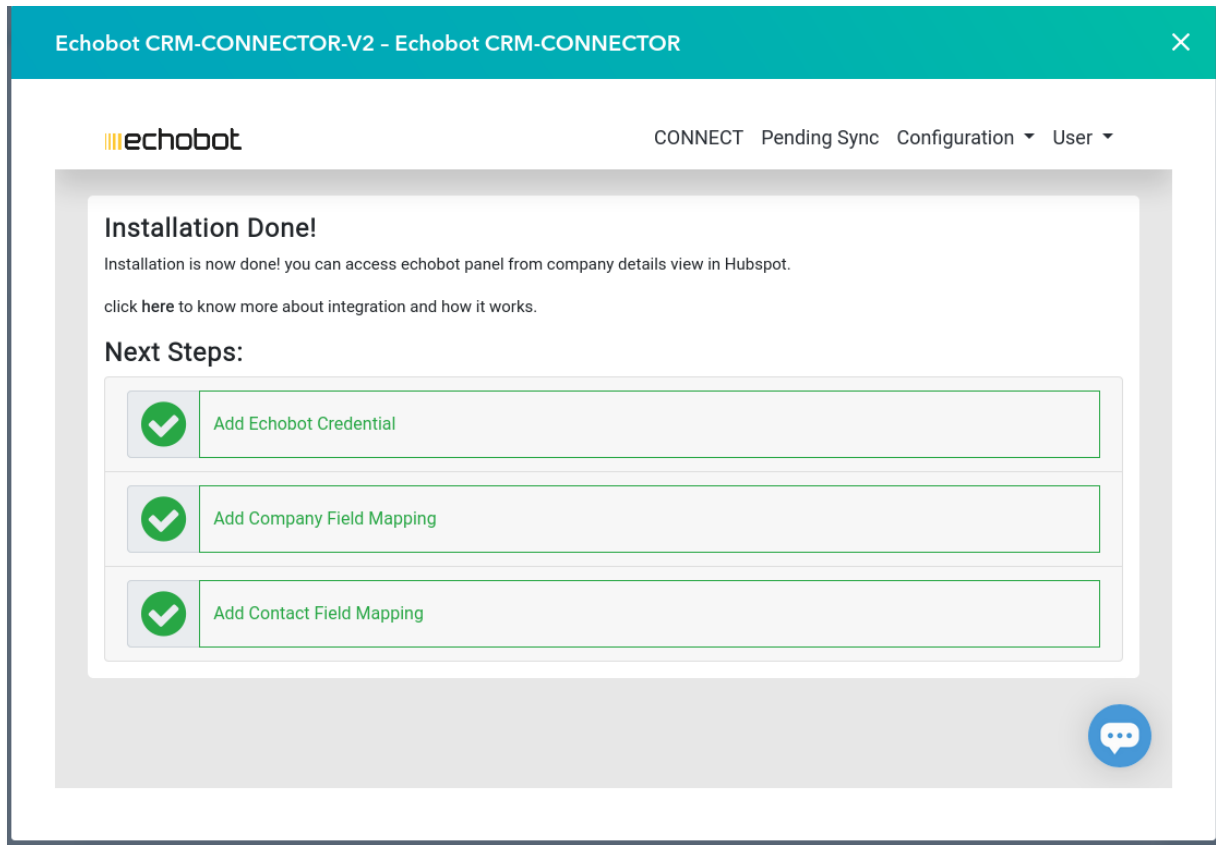 Echobot CRM-CONNECTOR-V2 – Echobot CRM-CONNECTOR
echobot
CONNECT Pending Sync Configuration User
Installation Done!
Installation is now done! you can access echobot panel from company details view in Hubspot.
click here to know more about integration and how it works.
Next Steps:
Add Echobot Credential
Add Company Field Mapping
Add Contact Field Mapping